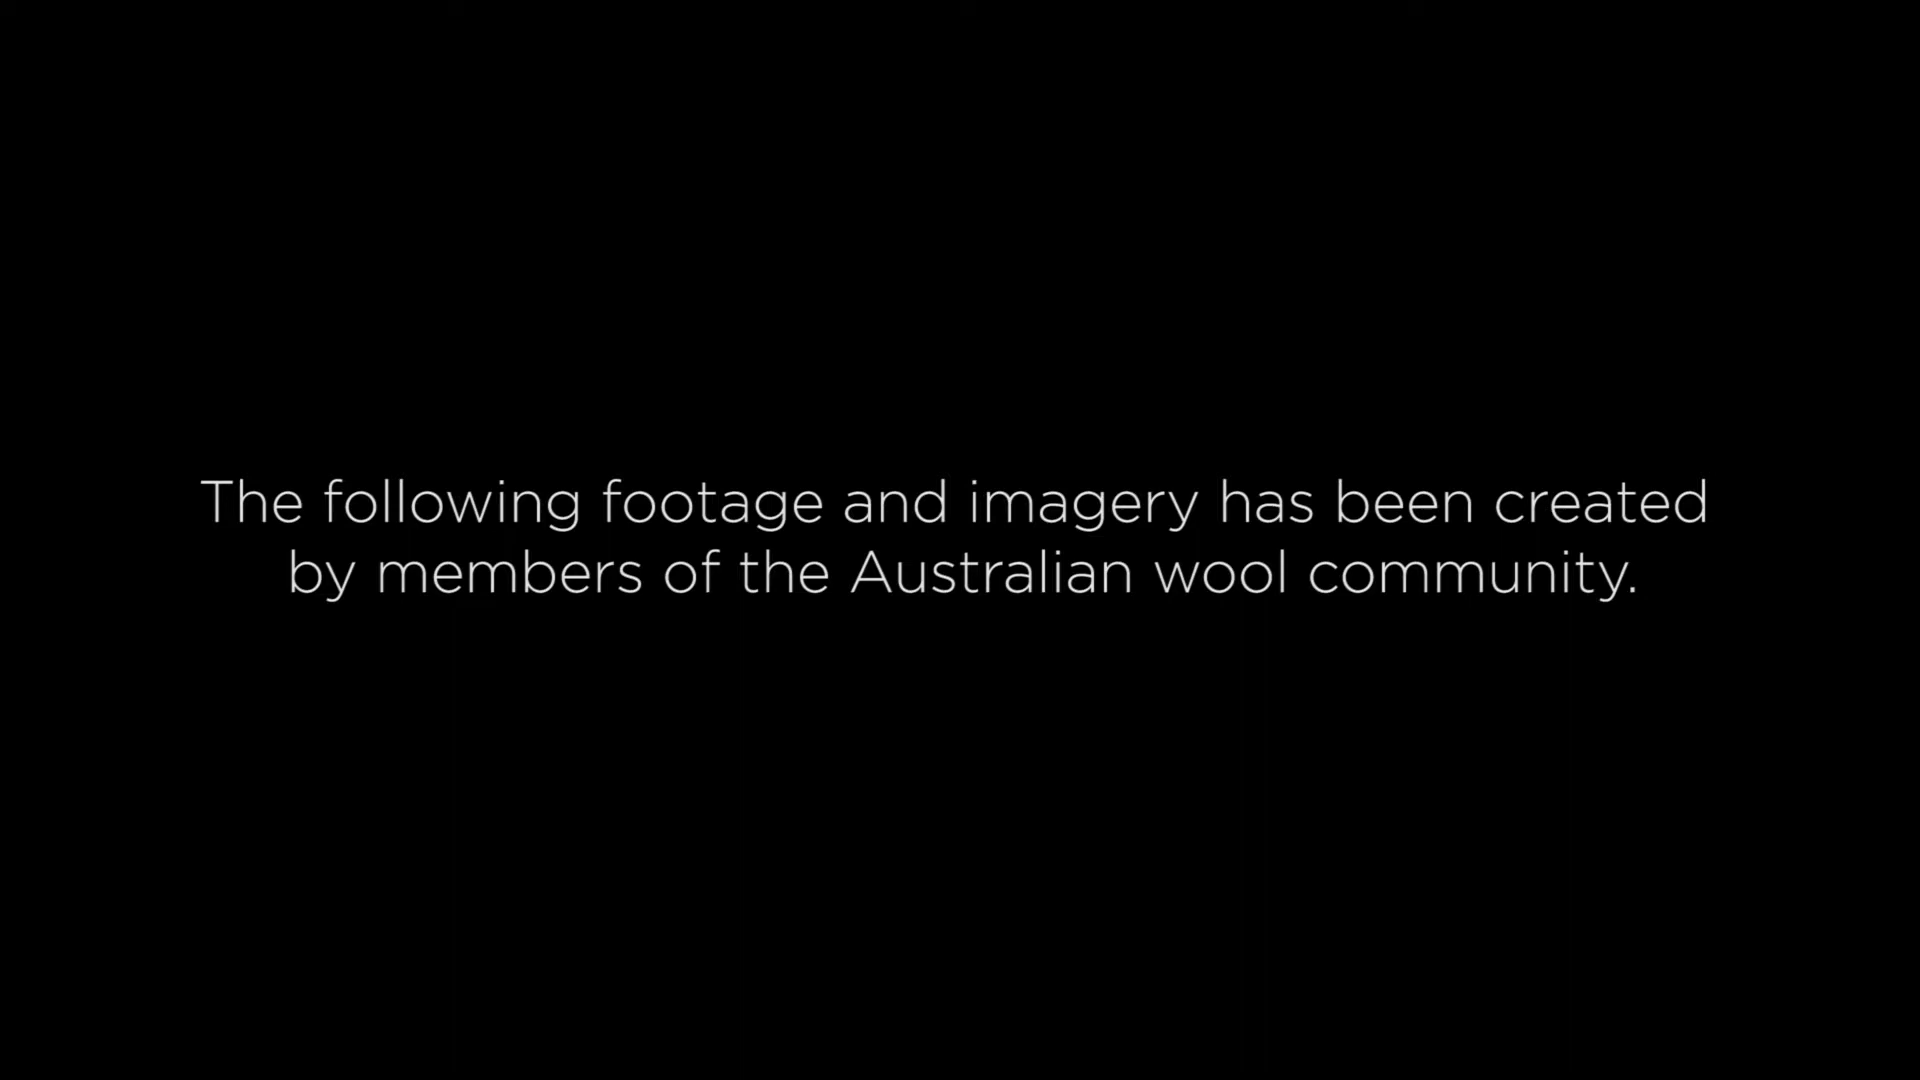 The following footage and imagery has been created
by members of the Australian wool community.